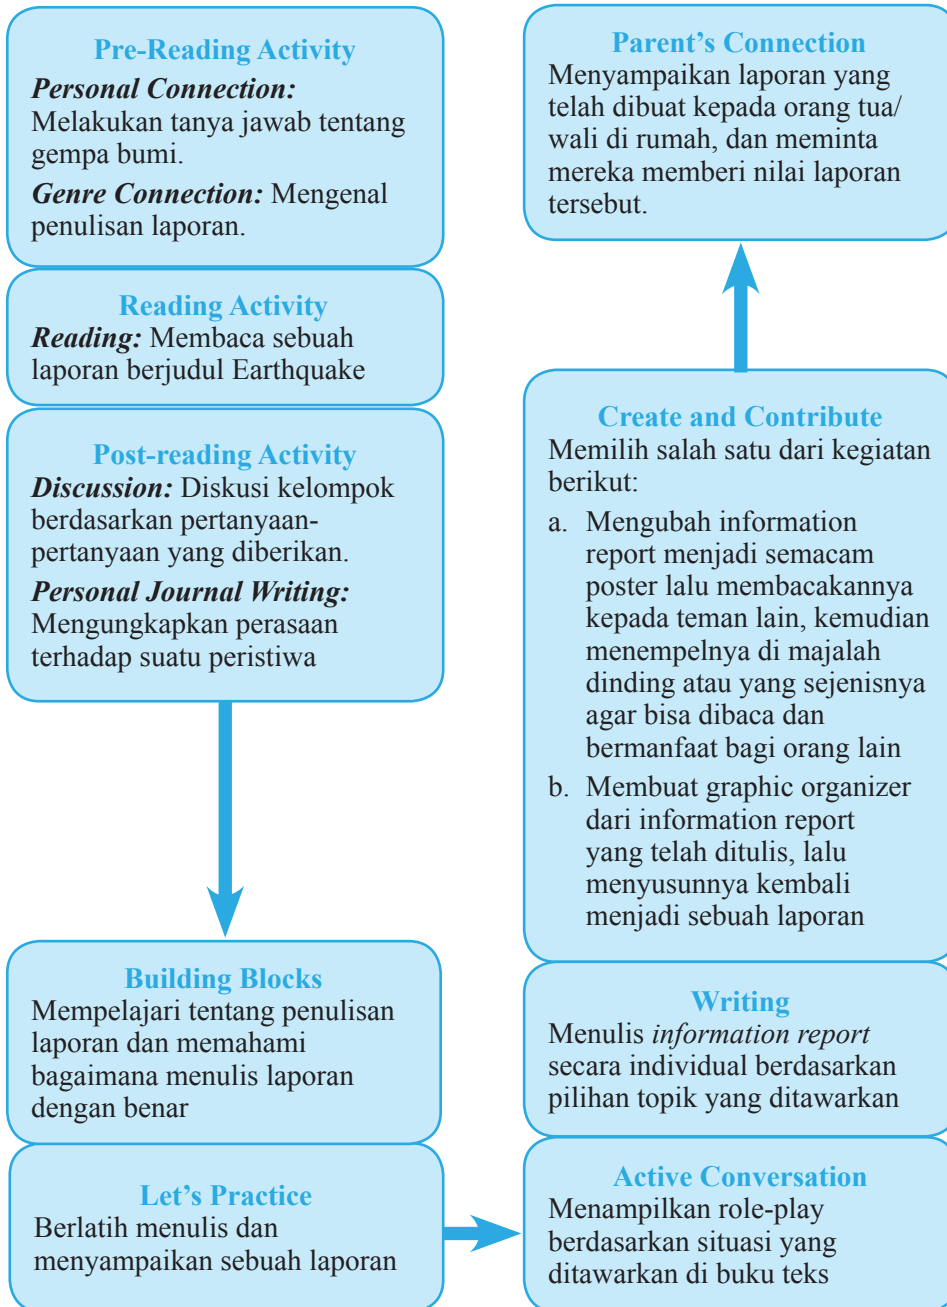 Pre-Reading Activity
Personal Connection:
Melakukan tanya jawab tentang
gempa bumi.
Genre Connection: Mengenal
penulisan laporan.
Reading Activity
Reading: Membaca sebuah
laporan berjudul Earthquake
Post-reading Activity
Discussion: Diskusi kelompok
berdasarkan pertanyaan-
pertanyaan yang diberikan.
Personal Journal Writing:
Mengungkapkan perasaan
terhadap suatu peristiwa
Building Blocks
Mempelajari tentang penulisan
laporan dan memahami
bagaimana menulis laporan
dengan benar
Let’s Practice
Berlatih menulis dan
menyampaikan sebuah laporan
Active Conversation
Menampilkan role-play
berdasarkan situasi yang
ditawarkan di buku teks
Writing
Menulis information report
secara individual berdasarkan
pilihan topik yang ditawarkan
Create and Contribute
Memilih salah satu dari kegiatan
berikut:
a. Mengubah information
report menjadi semacam
poster lalu membacakannya
kepada teman lain, kemudian
menempelnya di majalah
dinding atau yang sejenisnya
agar bisa dibaca dan
bermanfaat bagi orang lain
b. Membuat graphic organizer
dari information report
yang telah ditulis, lalu
menyusunnya kembali
menjadi sebuah laporan
Parent’s Connection
Menyampaikan laporan yang
telah dibuat kepada orang tua/
wali di rumah, dan meminta
mereka memberi nilai laporan
tersebut.